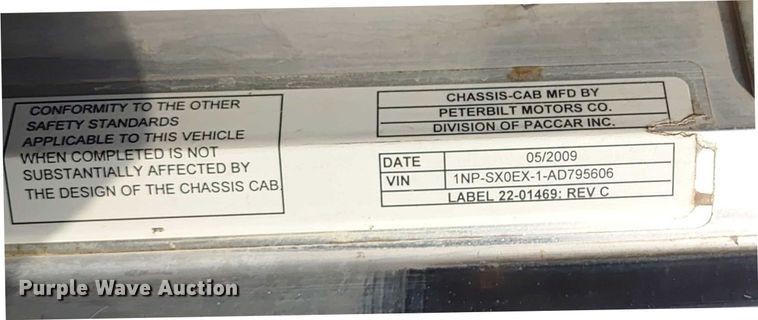 CONFORMITY TO THE OTHER
SAFETY STANDARDS
APPLICABLE TO THIS VEHICLE
WHEN COMPLETED IS NOT
SUBSTANTIALLY AFFECTED BY
THE DESIGN OF THE CHASSIS CAB.
CHASSIS-CAB MFD BY
PETERBILT MOTORS CO.
DIVISION OF PACCAR INC.
DATE 05/2009
VIN 1NP-SX0EX-1-AD795606
LABEL 22-01469: REV C
Purple Wave Auction